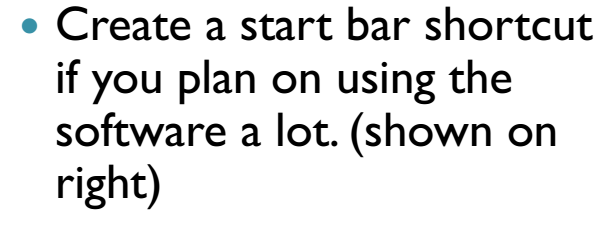 • Create a start bar shortcut
if you plan on using the
software a lot. (shown on
right)